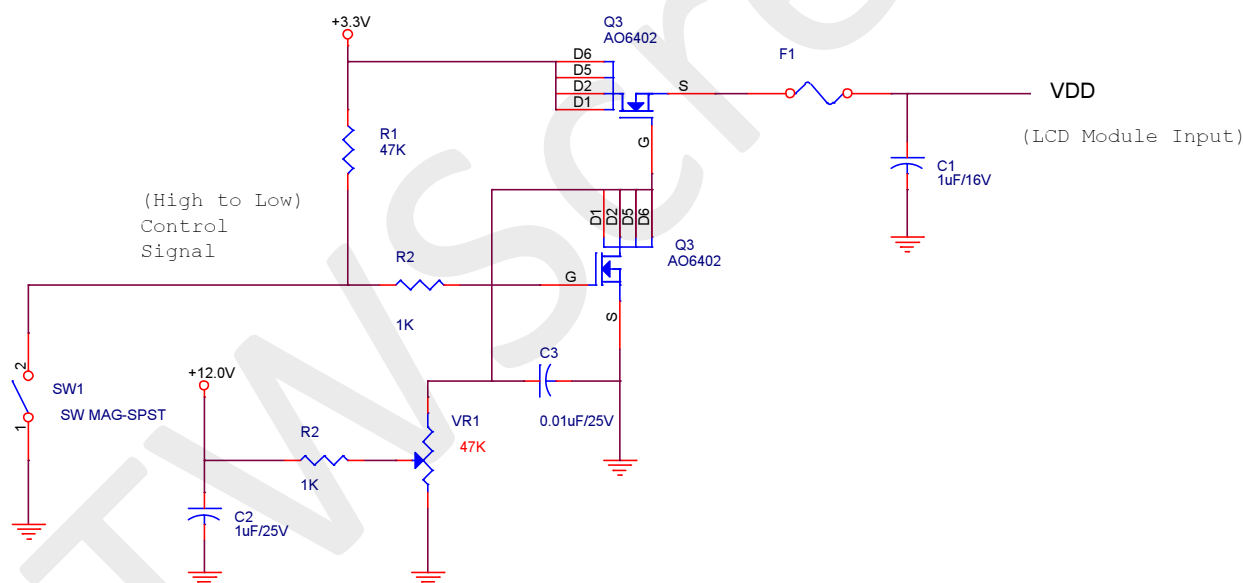 +3.3V
Q3
AO6402
D6
D5
D2
D1
S
G
F1
VDD
(LCD Module Input)
C1
1uF/16V
R1
47K
(High to Low)
Control
Signal
D1
D2
D5
D6
Q3
AO6402
G
S
R2
1K
2
1
SW1
SW MAG-SPST
+12.0V
C3
0.01uF/25V
VR1
47K
R2
1K
C2
1uF/25V
TWScre